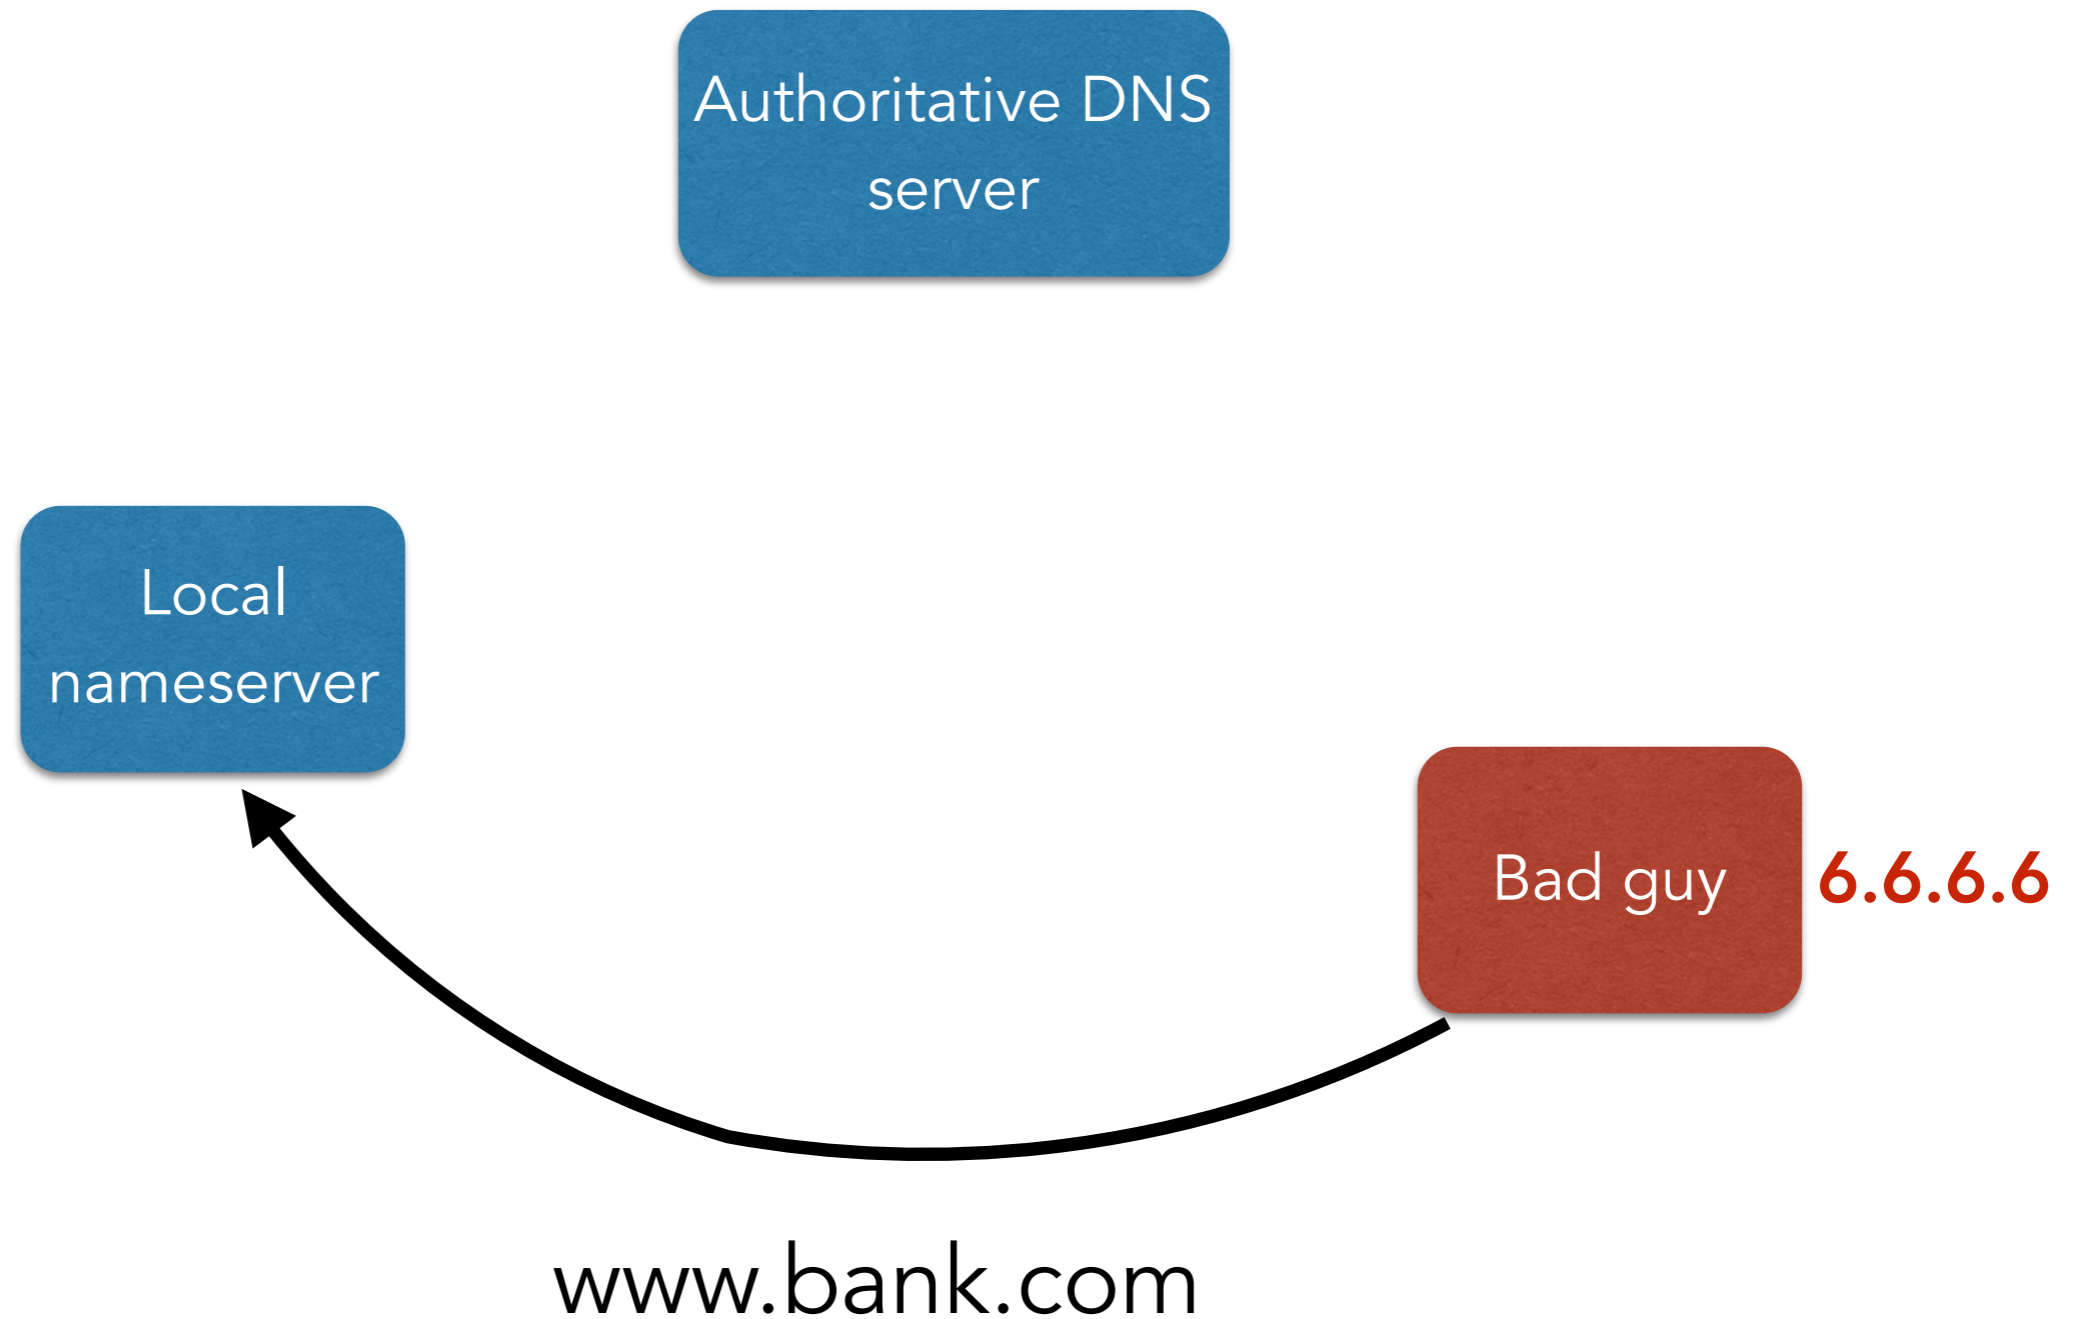 Authoritative DNS
server
Local
nameserver
Bad guy
6.6.6.6
www.bank.com